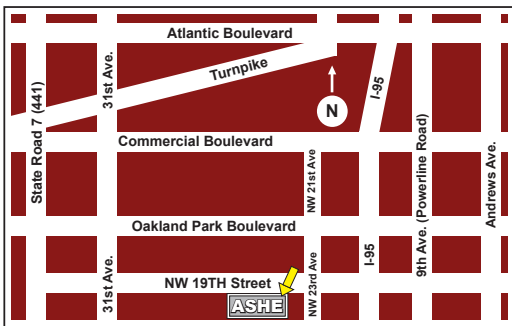 Atlantic Boulevard
Turnpike
State Road 7 (441)
31st Ave.
N
I-95
Commercial Boulevard
NW 21st Ave
9th Ave. (Powerline Road)
Andrews Ave.
Oakland Park Boulevard
31st Ave.
NW 19TH Street
ASHE
NW 23rd Ave
I-95